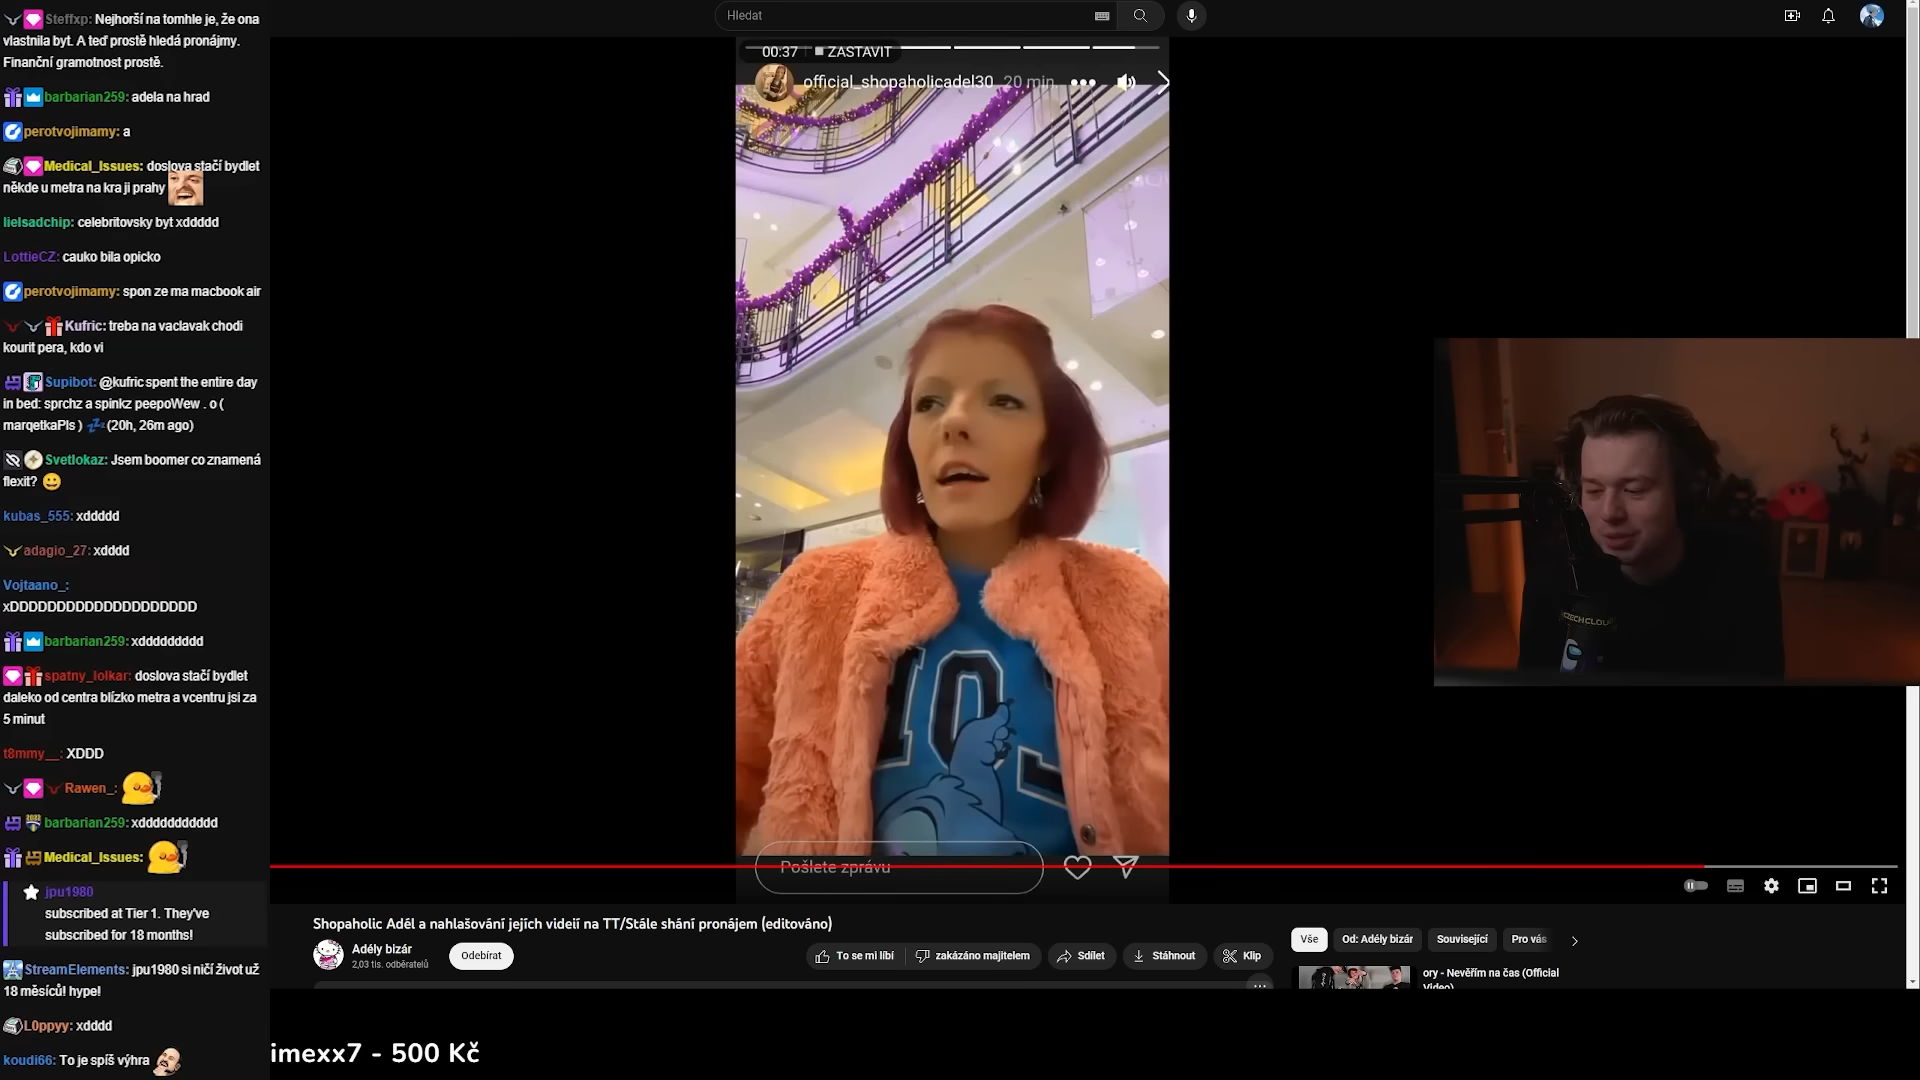 Steffxp: Nejhorší na tomhle je, že ona
vlastnila byt. A teď prostě hledá pronájmy.
Finanční gramotnost prostě.
barbarian259: adela na hrad
perotvojimamy: a
Medical_Issues: doslova stačí bydlet
někde u metra na kra ji prahy
lielsadchip: celebritovsky byt xddddd
LottieCZ: cauko bila opicko
perotvojimamy: spon ze ma macbook air
Kufric: treba na vaclavak chodi
kourit pera, kdo vi
Supibot: @kufric spent the entire day
in bed: sprchz a spinkz peepoWew . o (
marqetkaPls ) 💤 (20h, 26m ago)
Svetlokaz: Jsem boomer co znamená
flexit? 😀
kubas_555: xddddd
adagio_27: xdddd
Vojtaano_:
xDDDDDDDDDDDDDDDDDDDD
barbarian259: xddddddddd
spatny_lolkar: doslova stačí bydlet
daleko od centra blízko metra a vcentru jsi za
5 minut
t8mmy__: XDDD
Rawen_:
barbarian259: xddddddddddd
Medical_Issues:
jpu1980
subscribed at Tier 1. They've
subscribed for 18 months!
StreamElements: jpu1980 si ničí život už
18 měsíců! hype!
L0ppyy: xdddd
koudi66: To je spíš výhra
Hledat
00:37 ZASTAVIT
official_shopaholicadel30 20 min.
Pošlete zprávu
CZECH CLOUD
Shopaholic Adél a nahlašování jejích videií na TT/Stále shání pronájem (editováno)
Adély bizár
2,03 tis. odběratelů
Odebírat
To se mi líbí
zakázáno majitelem
Sdílet
Stáhnout
Klip
Vše
Od: Adély bizár
Související
Pro vás
ory - Nevěřím na čas (Official
Video)
imexx7 - 500 Kč